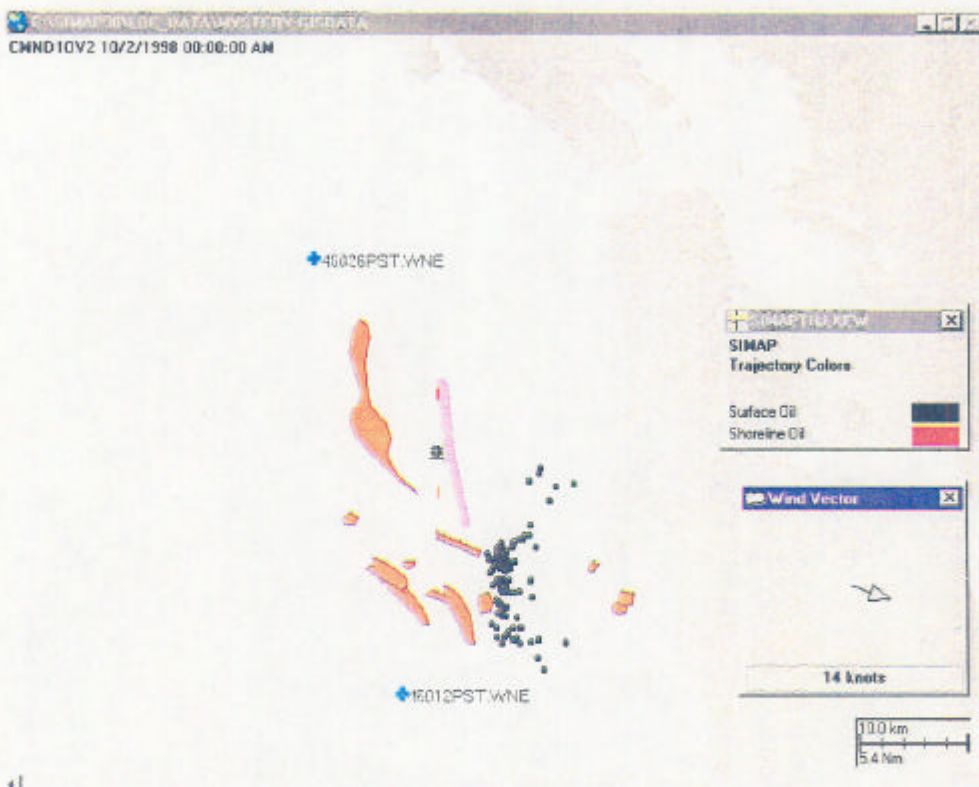 CMND10V2 10/2/1998 00:00:00 AM
46026PST.WNE
SIMAP
Trajectory Colors
Surface Oil
Shoreline Oil
Wind Vector
14 knots
46012PST.WNE
10.0 km
5.4 Nm